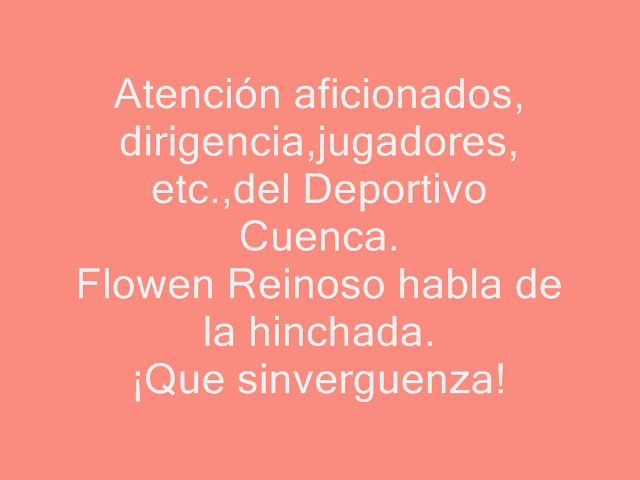 Atención aficionados,
dirigencia,jugadores,
etc.,del Deportivo
Cuenca.
Flowen Reinoso habla de
la hinchada.
¡Que sinverguenza!